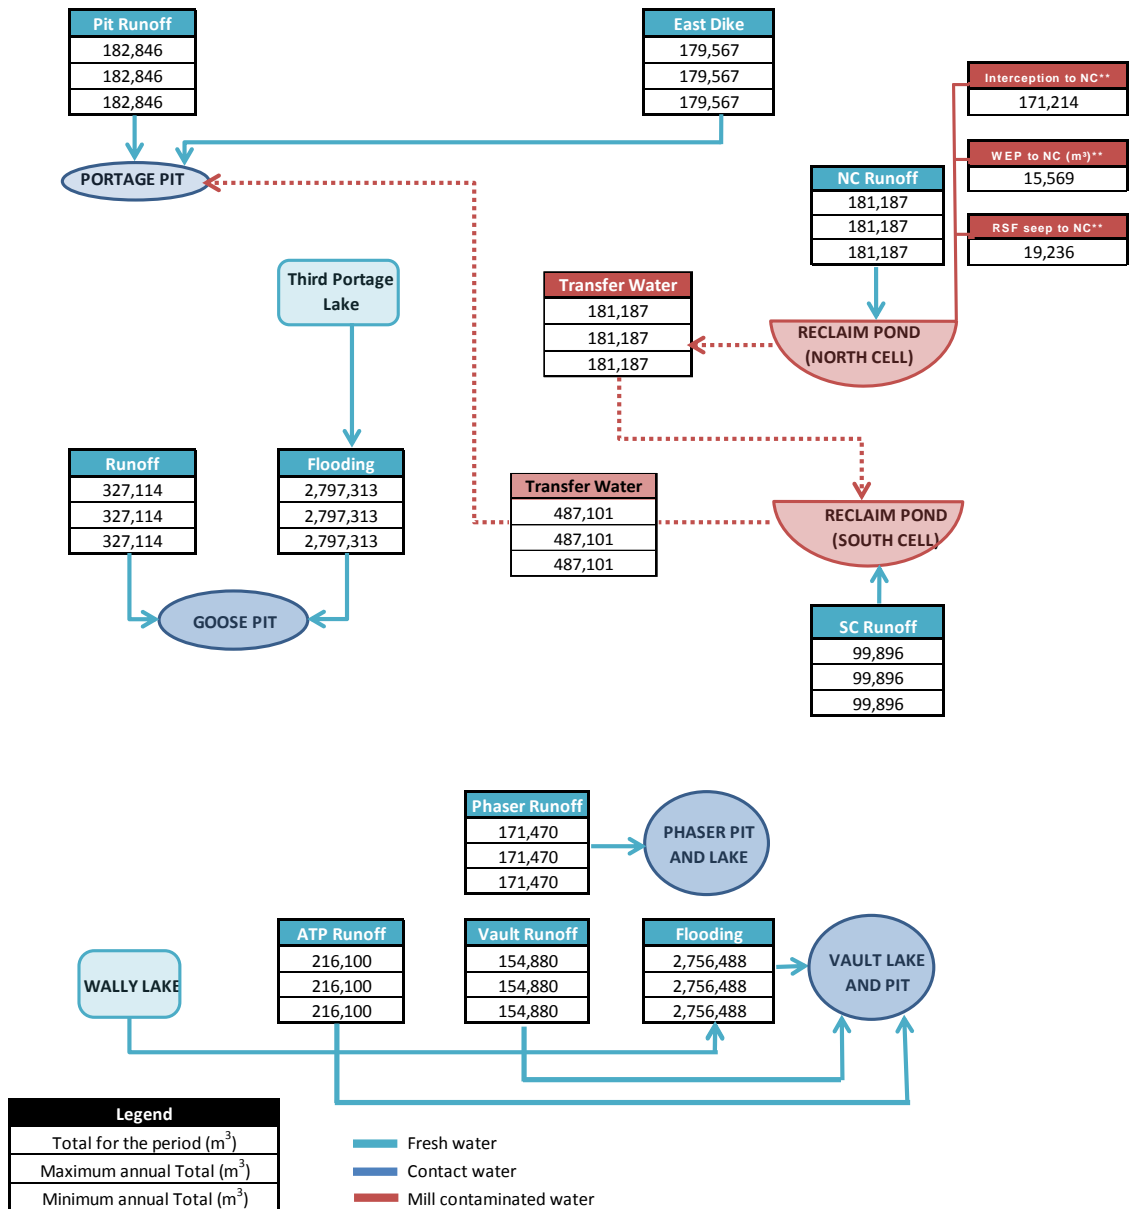 Pit Runoff
182,846
182,846
182,846
East Dike
179,567
179,567
179,567
Interception to NC**
171,214
WEP to NC (m³)**
15,569
RSF seep to NC**
19,236
PORTAGE PIT
NC Runoff
181,187
181,187
181,187
Third Portage
Lake
Transfer Water
181,187
181,187
181,187
RECLAIM POND
(NORTH CELL)
Runoff
327,114
327,114
327,114
Flooding
2,797,313
2,797,313
2,797,313
Transfer Water
487,101
487,101
487,101
RECLAIM POND
(SOUTH CELL)
GOOSE PIT
SC Runoff
99,896
99,896
99,896
Phaser Runoff
171,470
171,470
171,470
PHASER PIT
AND LAKE
WALLY LAKE
ATP Runoff
216,100
216,100
216,100
Vault Runoff
154,880
154,880
154,880
Flooding
2,756,488
2,756,488
2,756,488
VAULT LAKE
AND PIT
Legend
Total for the period (m³)
Maximum annual Total (m³)
Minimum annual Total (m³)
Fresh water
Contact water
Mill contaminated water